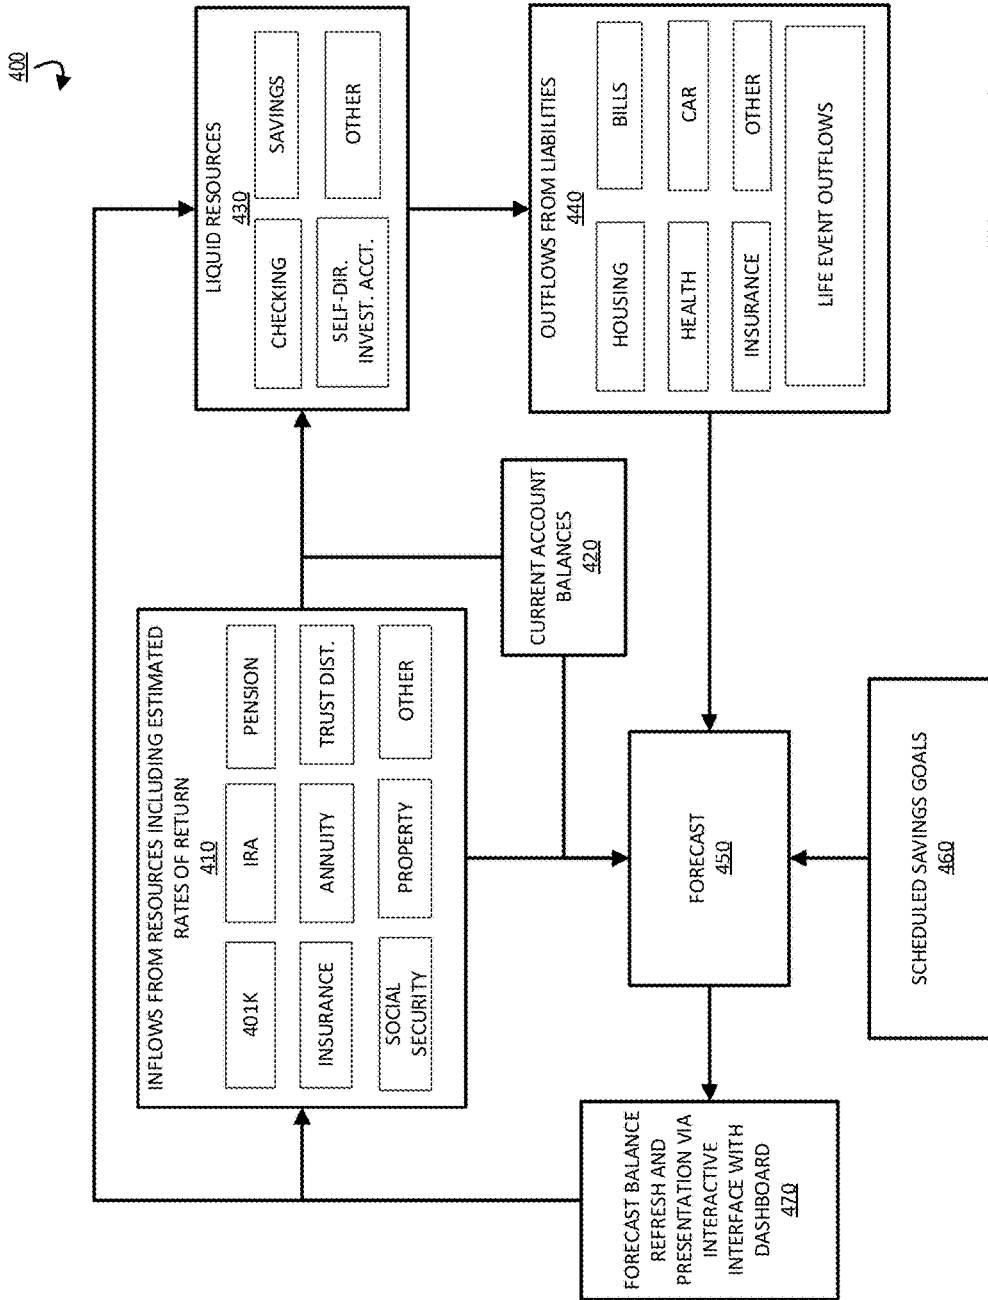 400
INFLOWS FROM RESOURCES INCLUDING ESTIMATED
RATES OF RETURN
410
401K
IRA
PENSION
INSURANCE
ANNUITY
TRUST DIST.
SOCIAL
SECURITY
PROPERTY
OTHER
LIQUID RESOURCES
430
CHECKING
SAVINGS
SELF-DIR.
INVEST. ACCT.
OTHER
CURRENT ACCOUNT
BALANCES
420
OUTFLOWS FROM LIABILITIES
440
HOUSING
BILLS
HEALTH
CAR
INSURANCE
OTHER
LIFE EVENT OUTFLOWS
FORECAST BALANCE
REFRESH AND
PRESENTATION VIA
INTERACTIVE
INTERFACE WITH
DASHBOARD
470
FORECAST
450
SCHEDULED SAVINGS GOALS
460